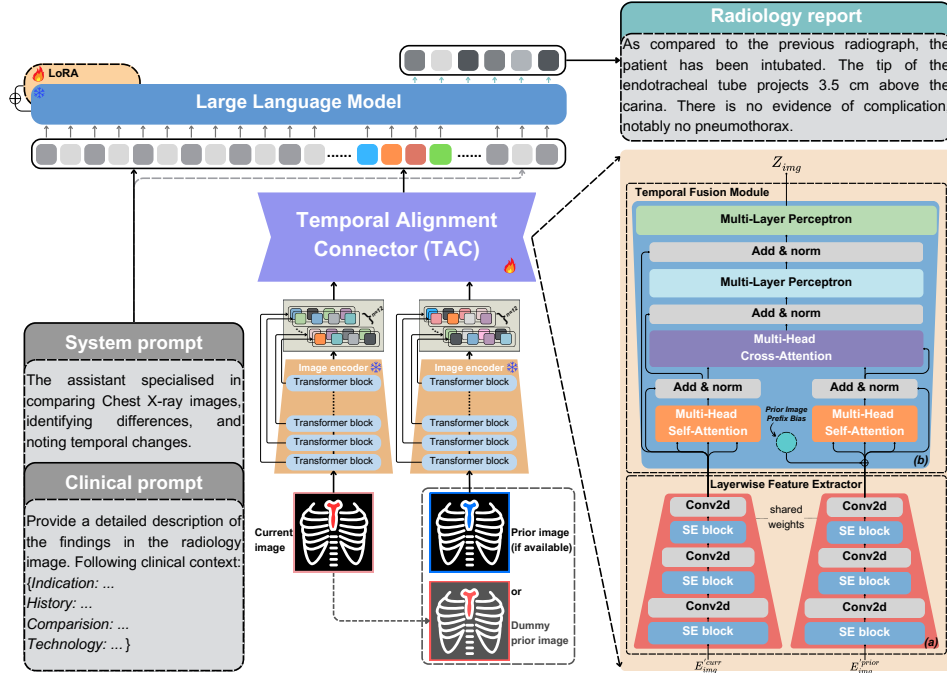 Radiology report
As compared to the previous radiograph, the
patient has been intubated. The tip of the
endotracheal tube projects 3.5 cm above the
carina. There is no evidence of complication,
notably no pneumothorax.
LoRA
Large Language Model
......
......
Temporal Alignment
Connector (TAC)
n=12
n=12
Image encoder
Transformer block
Transformer block
Transformer block
Image encoder
Transformer block
Transformer block
Transformer block
System prompt
The assistant specialised in
comparing Chest X-ray images,
identifying differences, and
noting temporal changes.
Clinical prompt
Provide a detailed description of
the findings in the radiology
image. Following clinical context:
{Indication: ...
History: ...
Comparision: ...
Technology: ... }
Current
image
Prior image
(if available)
or
Dummy
prior image
Z_img
Temporal Fusion Module
Multi-Layer Perceptron
Add & norm
Multi-Layer Perceptron
Add & norm
Multi-Head
Cross-Attention
Add & norm
Add & norm
Multi-Head
Self-Attention
Prior Image
Prefix Bias
Multi-Head
Self-Attention
(b)
Layerwise Feature Extractor
Conv2d
SE block
Conv2d
SE block
Conv2d
SE block
shared
weights
Conv2d
SE block
Conv2d
SE block
Conv2d
SE block
(a)
E'^curr_img
E'^prior_img